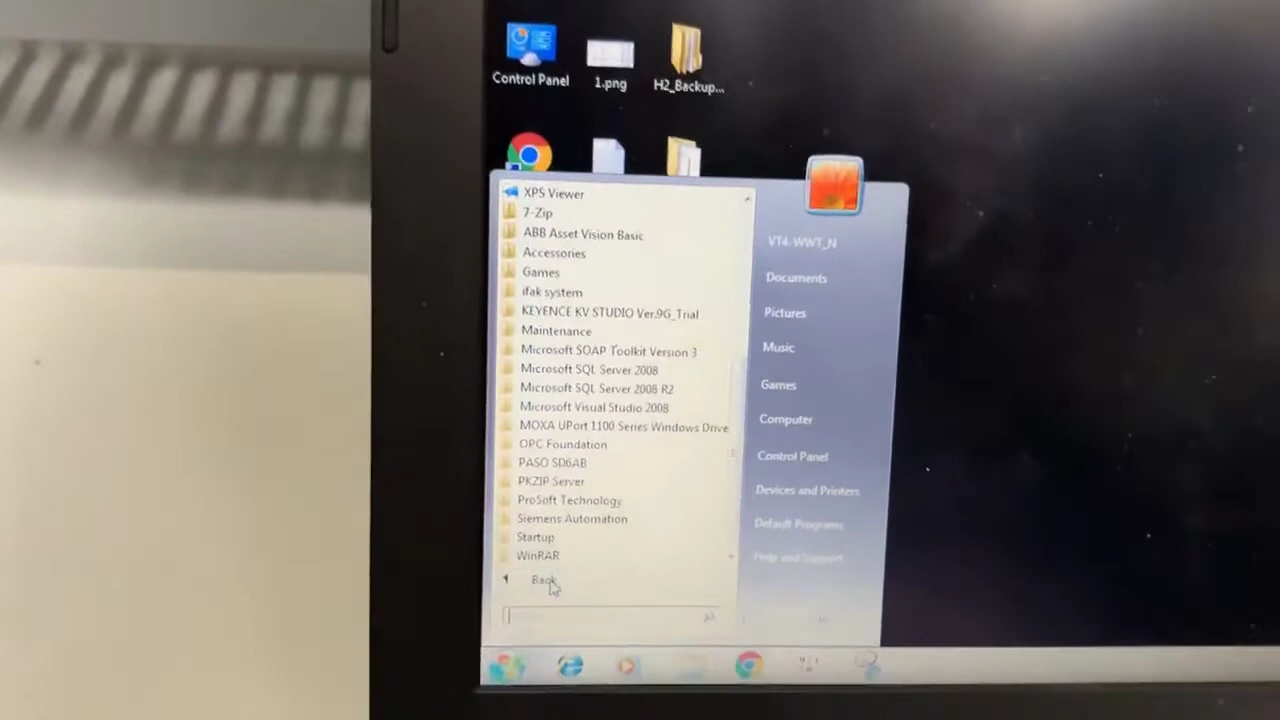 Control Panel
1.png
H2_Backup...
XPS Viewer
7-Zip
ABB Asset Vision Basic
Accessories
Games
ifak system
KEYENCE KV STUDIO Ver.9G_Trial
Maintenance
Microsoft SOAP Toolkit Version 3
Microsoft SQL Server 2008
Microsoft SQL Server 2008 R2
Microsoft Visual Studio 2008
MOXA UPort 1100 Series Windows Drive
OPC Foundation
PASO SD6AB
PKZIP Server
ProSoft Technology
Siemens Automation
Startup
WinRAR
Back
VT4-WWT_N
Documents
Pictures
Music
Games
Computer
Control Panel
Devices and Printers
Default Programs
Help and Support